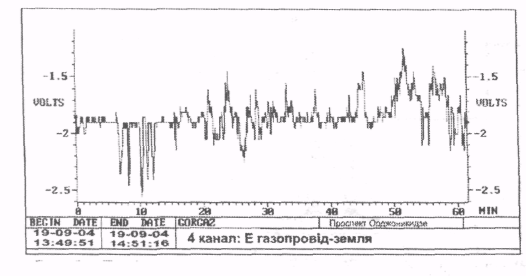 -1.5 -1.5
VOLTS VOLTS
-2 -2
-2.5 -2.5
0 10 20 30 40 50 60 MIN
BEGIN DATE END DATE GORGAZ Проспект Орджоникидзе
19-09-04 19-09-04
13:49:51 14:51:16
4 канал: Е газопровід-земля